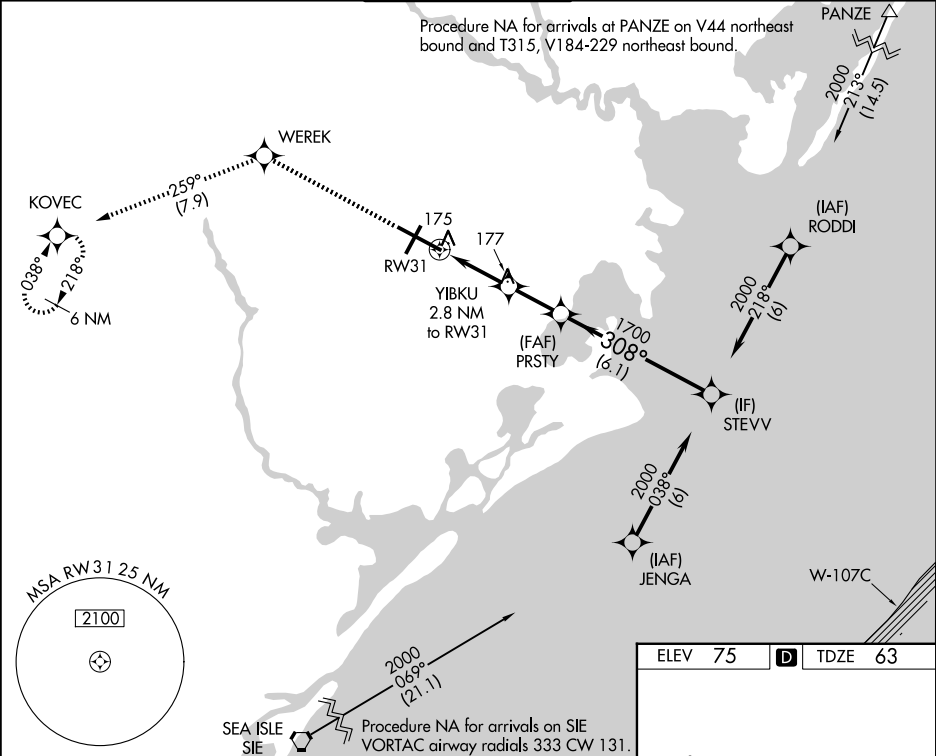 Procedure NA for arrivals at PANZE on V44 northeast
bound and T315, V184-229 northeast bound.
PANZE
2000
213°
(14.5)
WEREK
259°
(7.9)
KOVEC
038°
218°
6 NM
175
177
RW31
YIBKU
2.8 NM
to RW31
(FAF)
PRSTY
1700
308°
(6.1)
(IAF)
RODDI
2000
218°
(6)
(IF)
STEVV
2000
038°
(6)
(IAF)
JENGA
W-107C
MSA RW31 25 NM
2100
2000
069°
(21.1)
SEA ISLE
SIE
Procedure NA for arrivals on SIE
VORTAC airway radials 333 CW 131.
ELEV 75 D TDZE 63